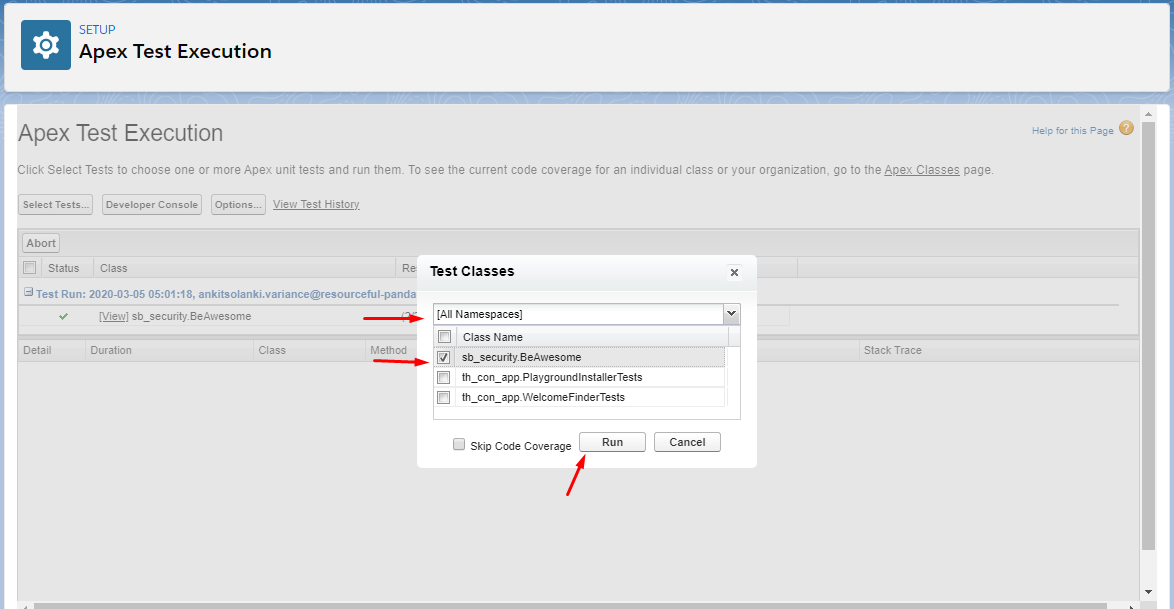 SETUP
Apex Test Execution
Apex Test Execution
Help for this Page ?
Click Select Tests to choose one or more Apex unit tests and run them. To see the current code coverage for an individual class or your organization, go to the Apex Classes page.
Select Tests... Developer Console Options... View Test History
Abort
Status Class Re
Test Run: 2020-03-05 05:01:18, ankitsolanki.variance@resourceful-panda
[View] sb_security.BeAwesome
Detail Duration Class Method Stack Trace
Test Classes
[All Namespaces]
Class Name
sb_security.BeAwesome
th_con_app.PlaygroundInstallerTests
th_con_app.WelcomeFinderTests
Skip Code Coverage Run Cancel